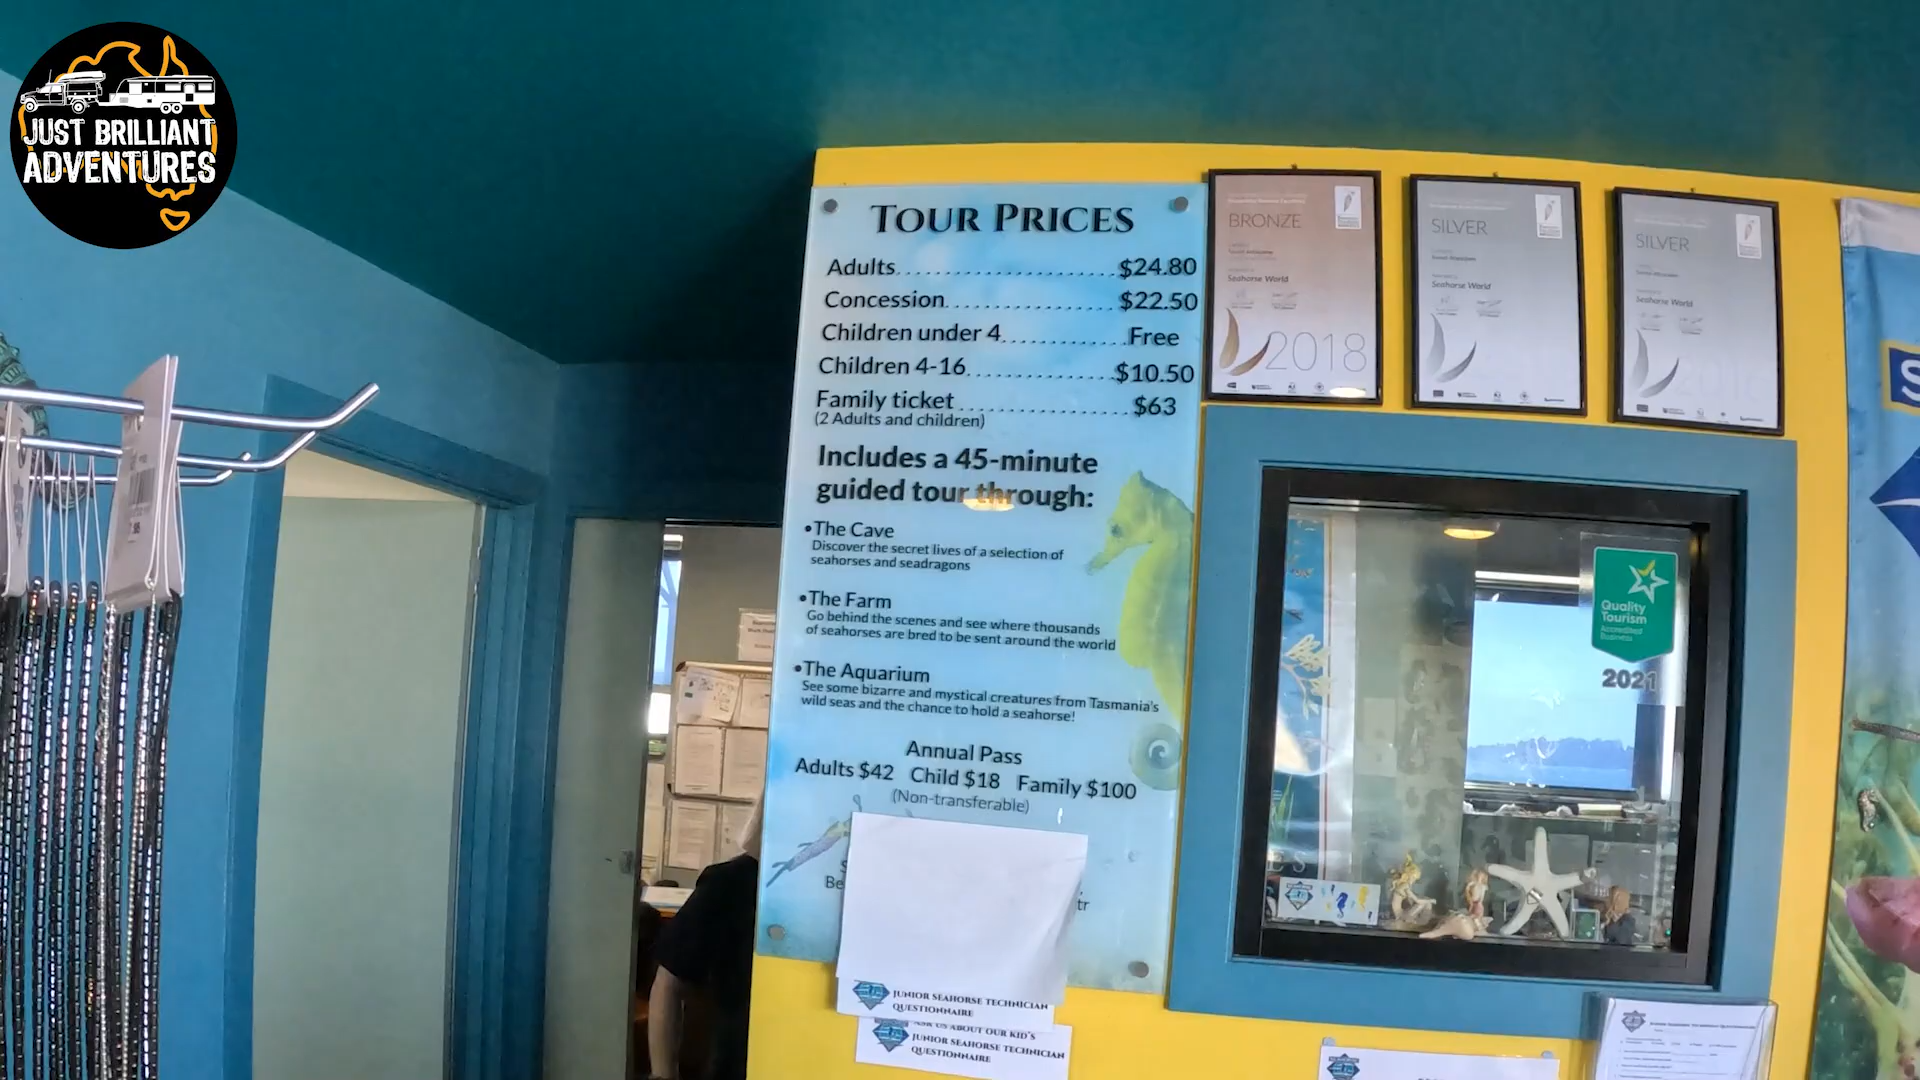 JUST BRILLIANT
ADVENTURES
TOUR PRICES
Adults..............................$24.80
Concession.........................$22.50
Children under 4.............Free
Children 4-16....................$10.50
Family ticket.......................$63
(2 Adults and children)
Includes a 45-minute
guided tour through:
•The Cave
Discover the secret lives of a selection of
seahorses and seadragons
•The Farm
Go behind the scenes and see where thousands
of seahorses are bred to be sent around the world
•The Aquarium
See some bizarre and mystical creatures from Tasmania's
wild seas and the chance to hold a seahorse!
Annual Pass
Adults $42 Child $18 Family $100
(Non-transferable)
Be
tr
JUNIOR SEAHORSE TECHNICIAN
QUESTIONNAIRE
ASK US ABOUT OUR KID'S
JUNIOR SEAHORSE TECHNICIAN
QUESTIONNAIRE
BRONZE
Seahorse World
2018
SILVER
Seahorse World
SILVER
Seahorse World
Quality
Tourism
Accredited
Business
2021
S